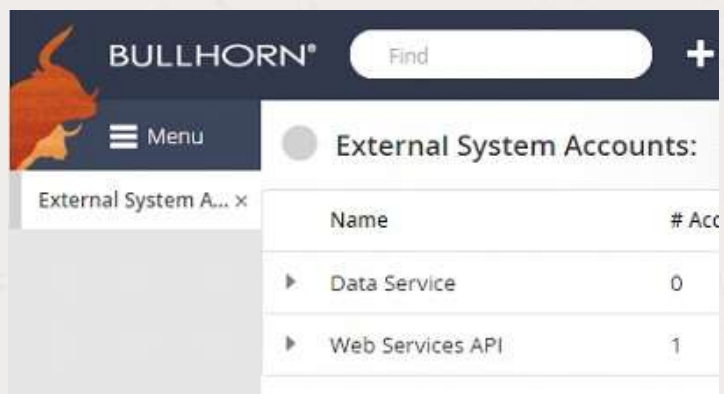 BULLHORN®
Find
Menu
External System Accounts:
External System A... ×
Name # Acc
Data Service 0
Web Services API 1